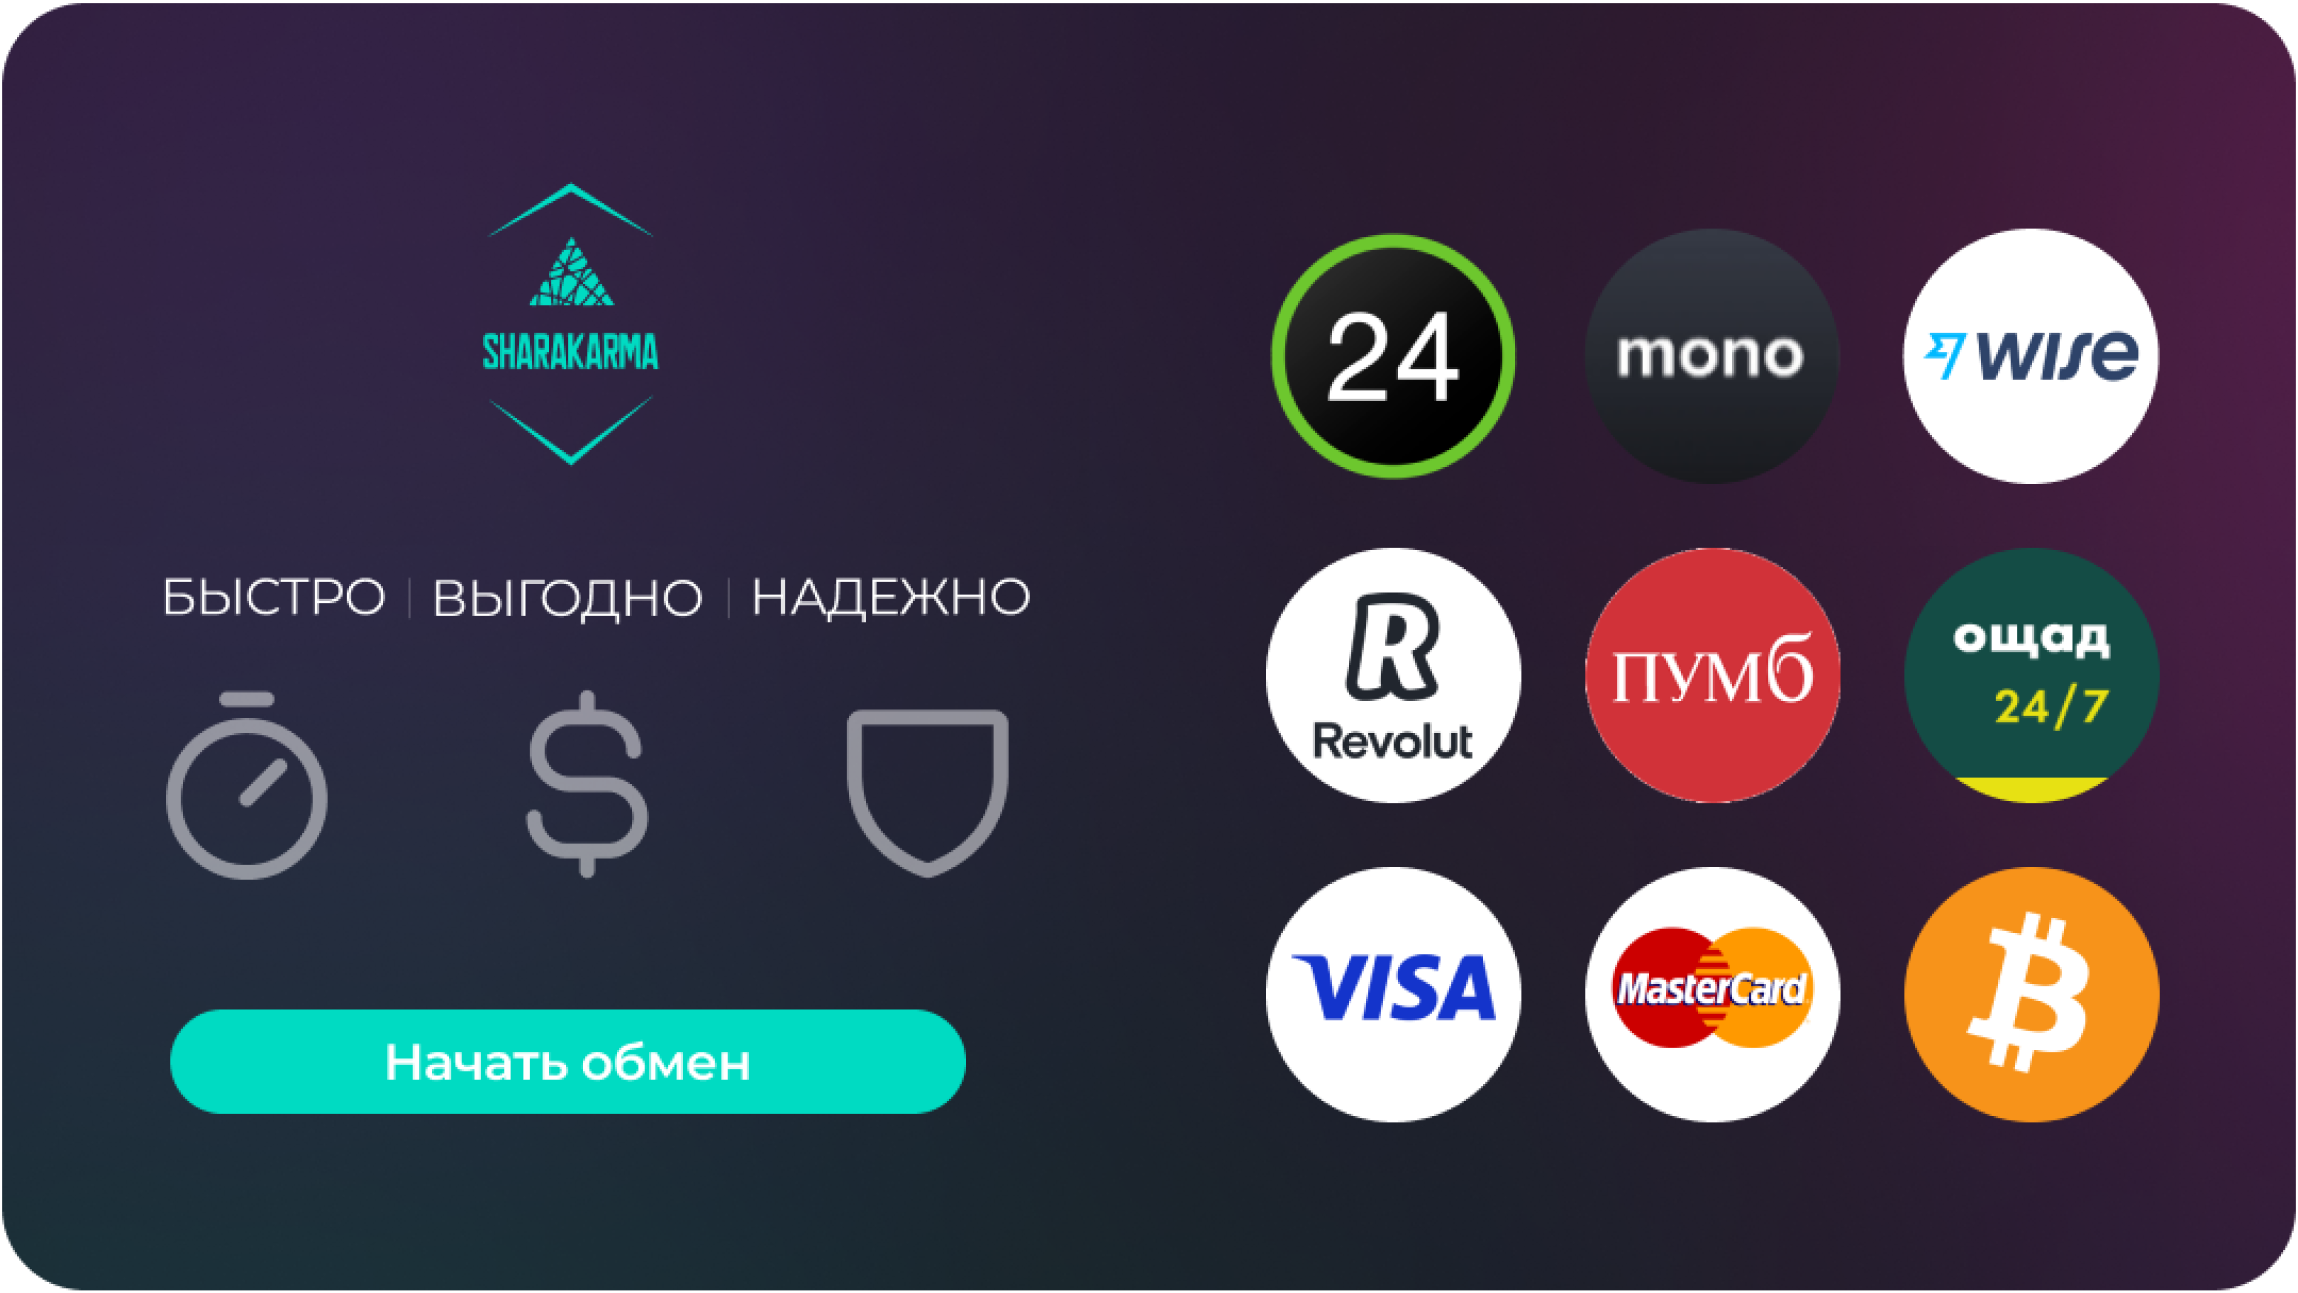 SHARAKARMA
БЫСТРО | ВЫГОДНО | НАДЕЖНО
Начать обмен
24
mono
wise
R
Revolut
пумб
ощад
24/7
VISA
MasterCard